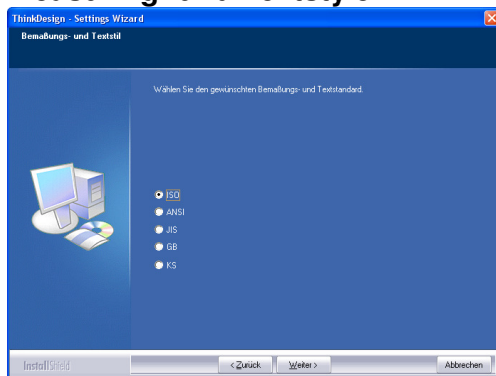 ThinkDesign - Settings Wizard
Bemaßungs- und Textstil
Wählen Sie den gewünschten Bemaßungs- und Textstandard.
ISO
ANSI
JIS
GB
KS
InstallShield
< Zurück
Weiter >
Abbrechen